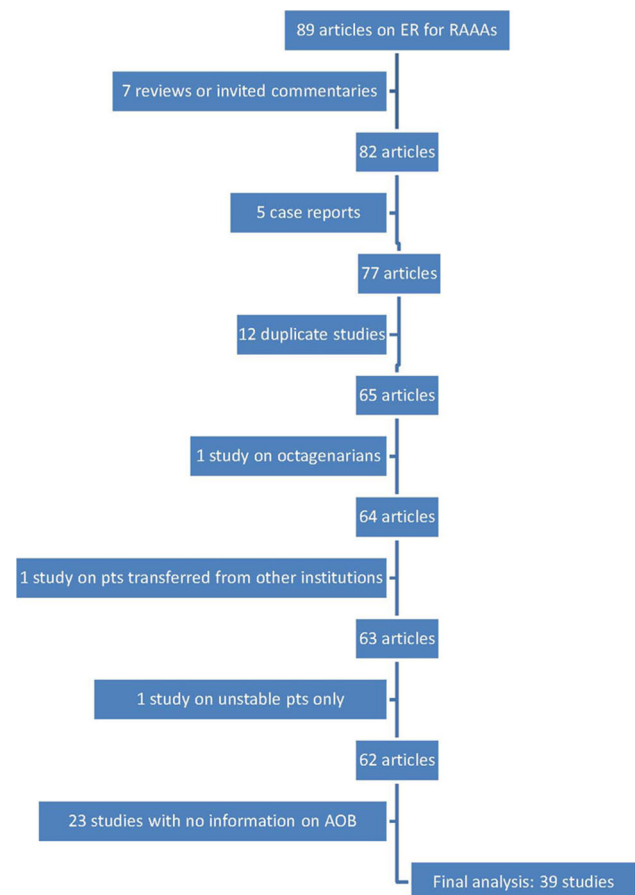 89 articles on ER for RAAAs
7 reviews or invited commentaries
82 articles
5 case reports
77 articles
12 duplicate studies
65 articles
1 study on octagenarians
64 articles
1 study on pts transferred from other institutions
63 articles
1 study on unstable pts only
62 articles
23 studies with no information on AOB
Final analysis: 39 studies